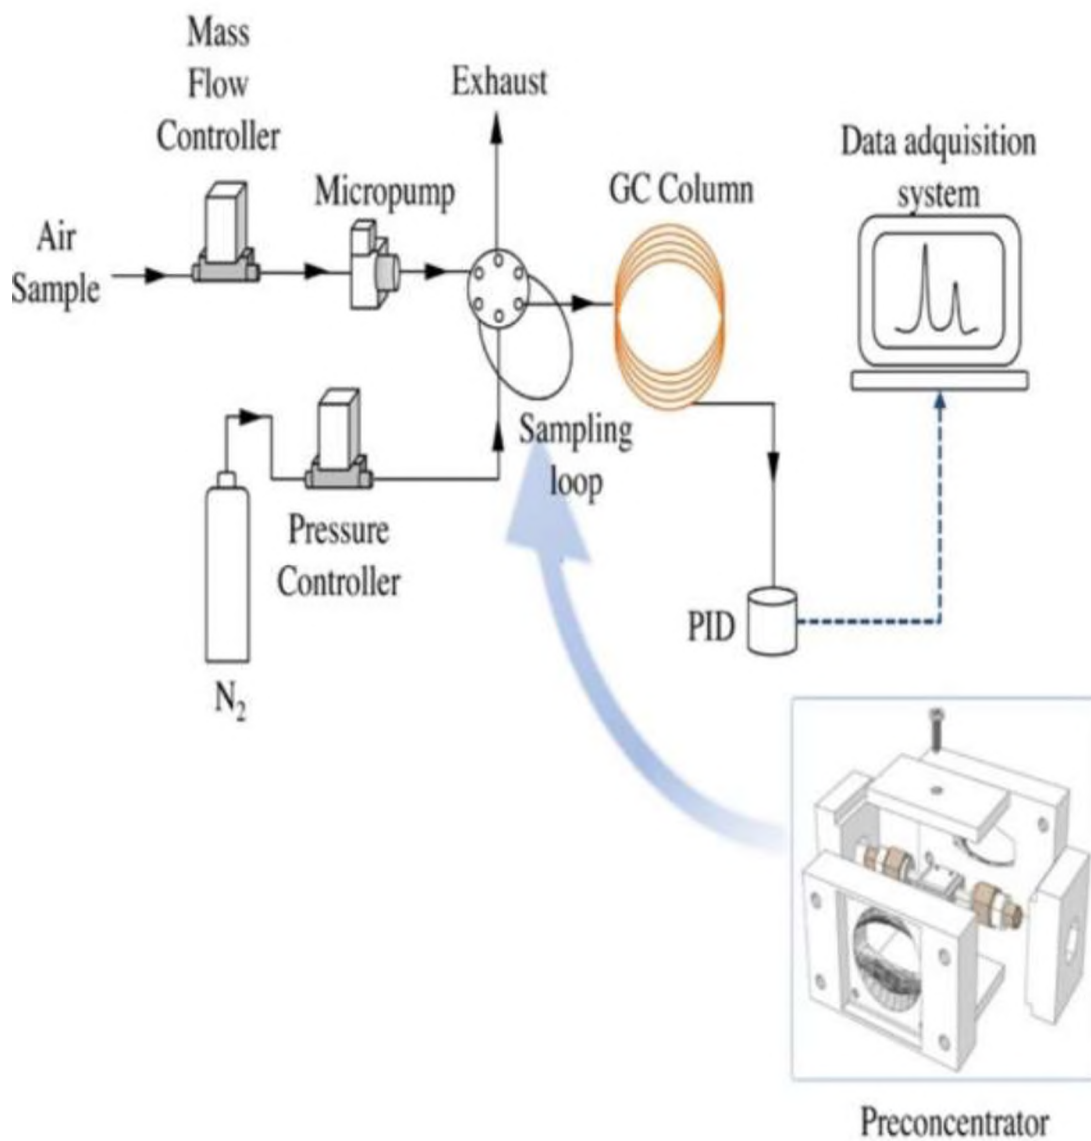 Mass
Flow
Controller
Exhaust
Data adquisition
system
Micropump
GC Column
Air
Sample
Sampling
loop
Pressure
Controller
PID
N₂
Preconcentrator